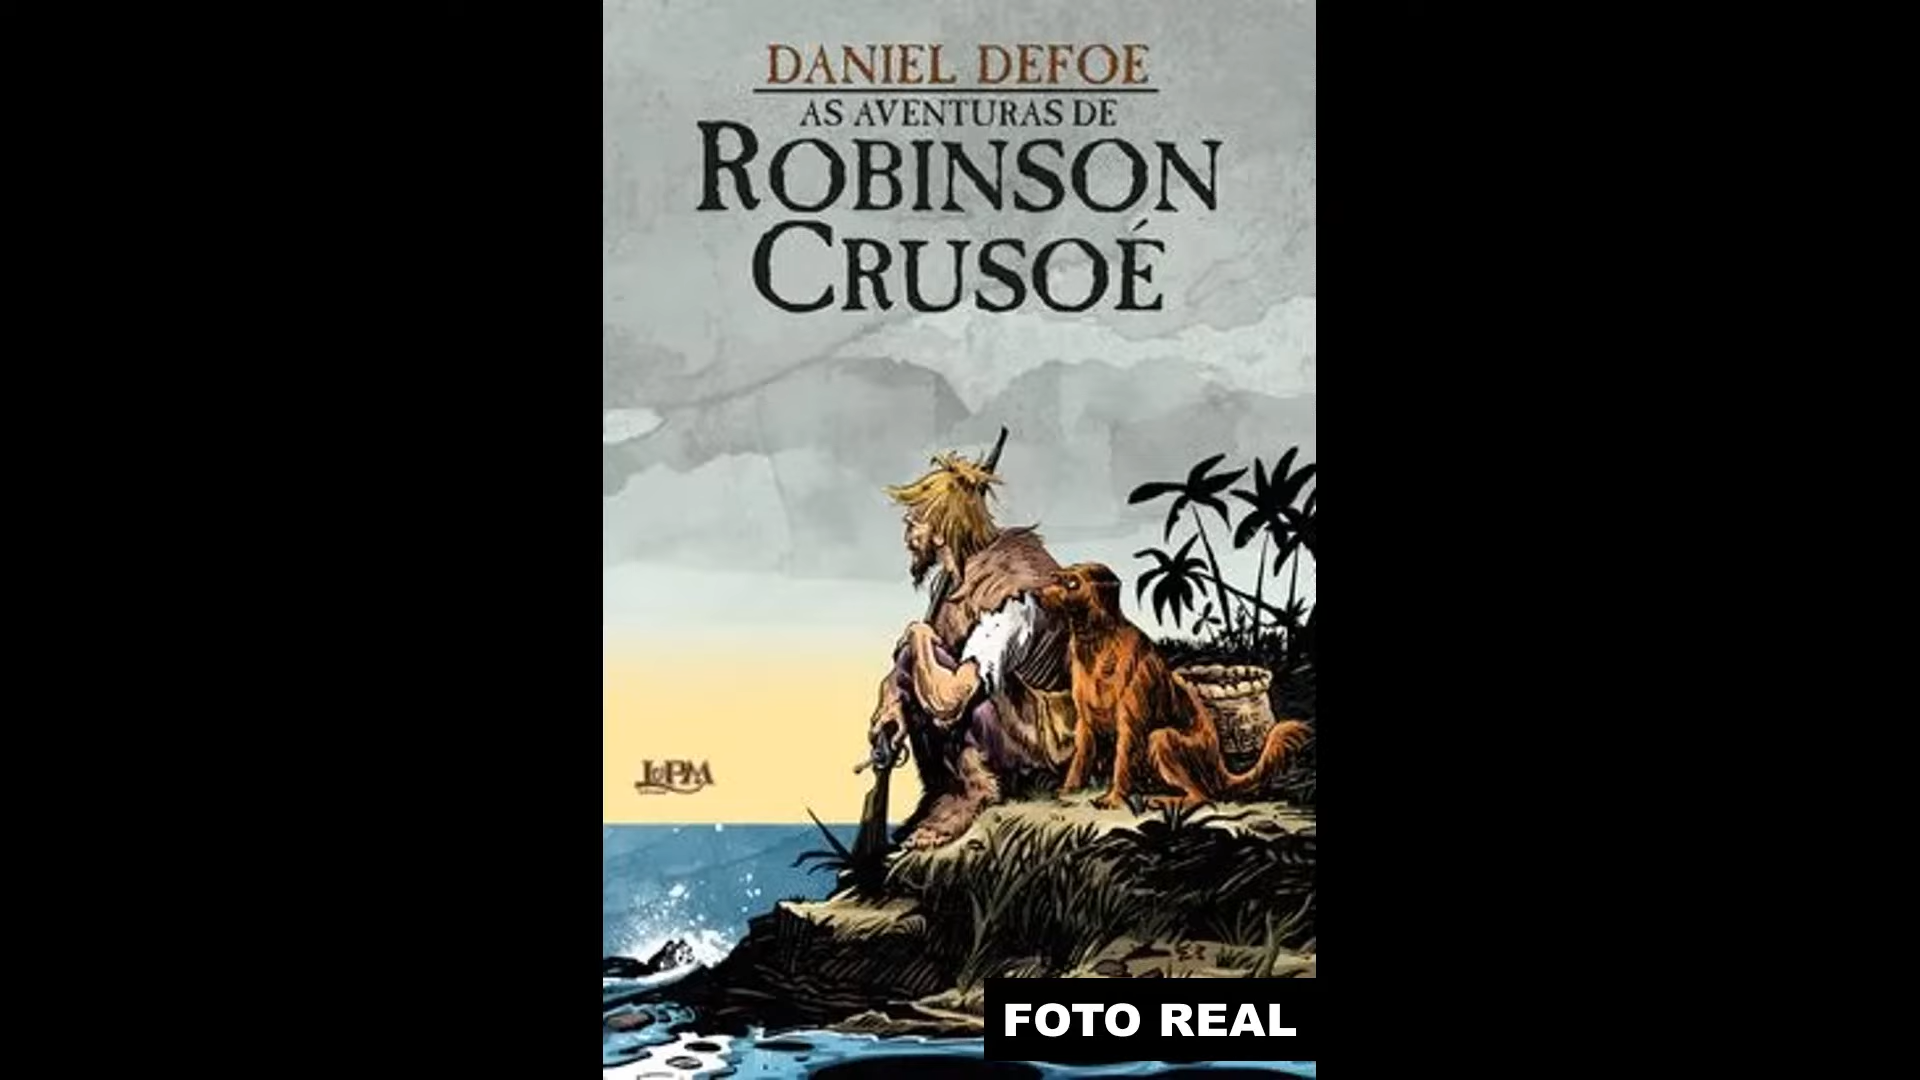 DANIEL DEFOE
AS AVENTURAS DE
ROBINSON
CRUSOÉ
L&PM
FOTO REAL